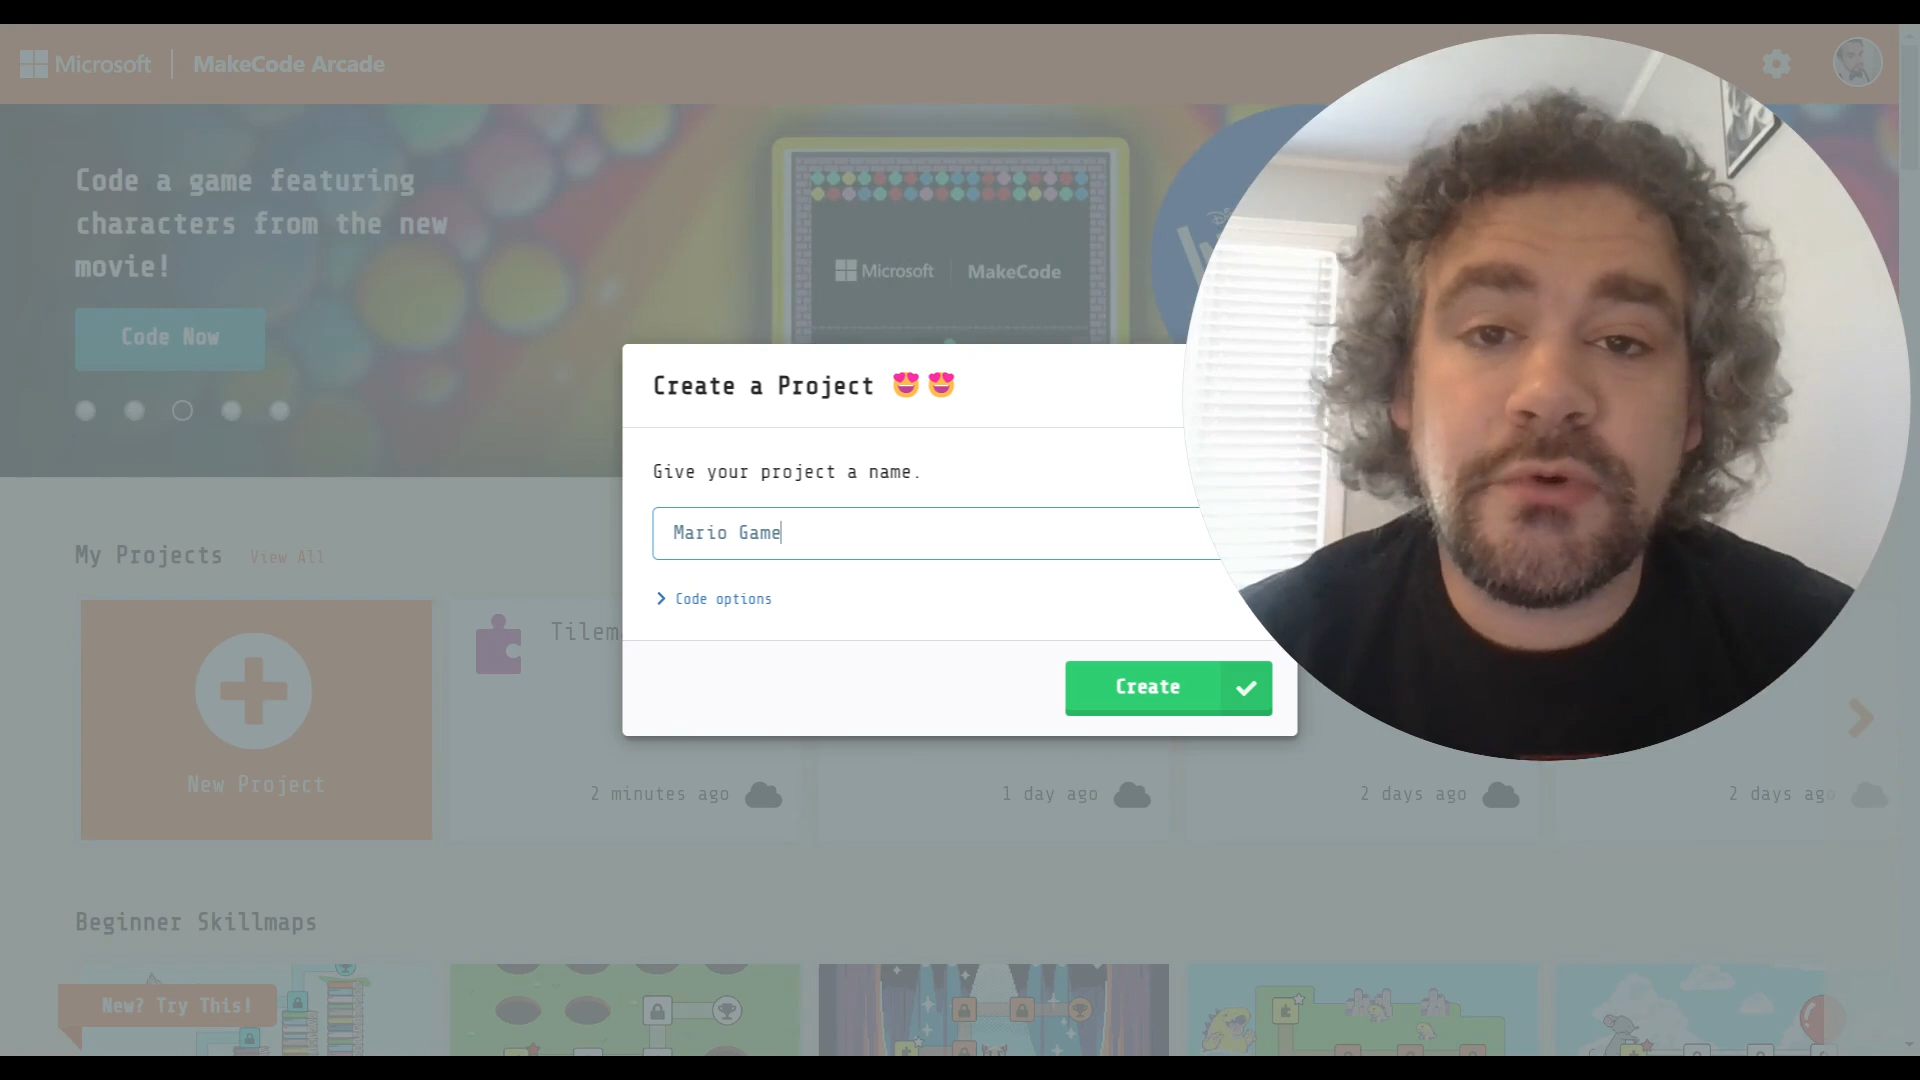 Microsoft | MakeCode Arcade
Code a game featuring
characters from the new
movie!
Code Now
Microsoft | MakeCode
Create a Project 😍😍
Give your project a name.
Mario Game
> Code options
Create
My Projects View All
New Project
2 minutes ago
1 day ago
2 days ago
2 days ago
Beginner Skillmaps
New? Try This!